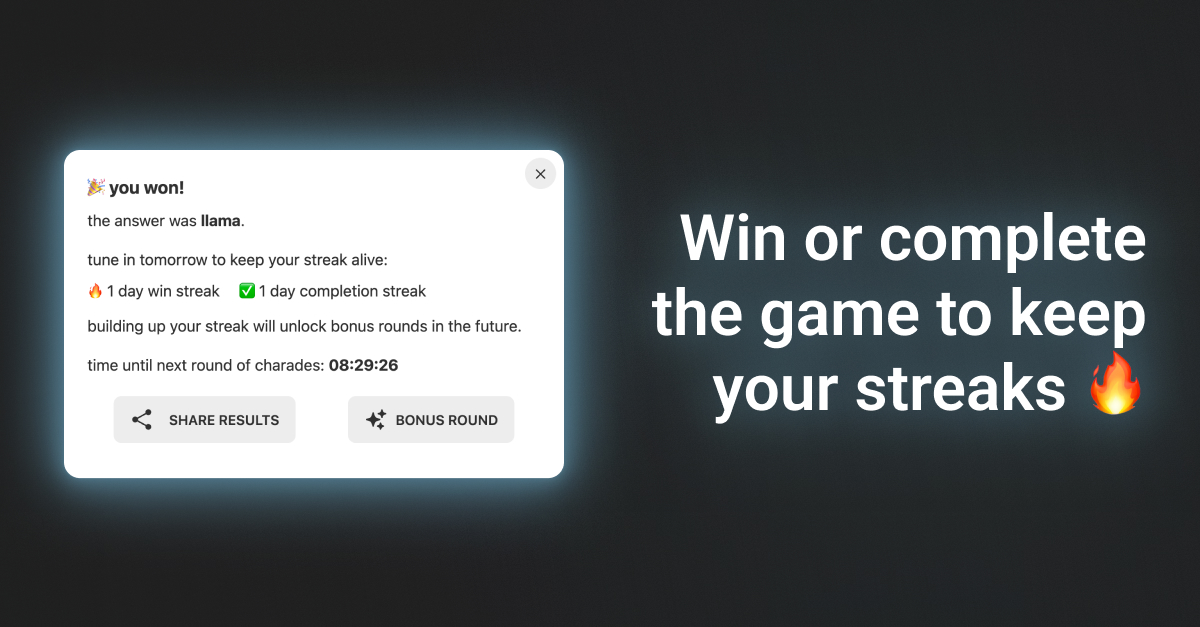 🎉 you won!
the answer was llama.
tune in tomorrow to keep your streak alive:
🔥 1 day win streak ✅ 1 day completion streak
building up your streak will unlock bonus rounds in the future.
time until next round of charades: 08:29:26
SHARE RESULTS
BONUS ROUND
Win or complete
the game to keep
your streaks 🔥